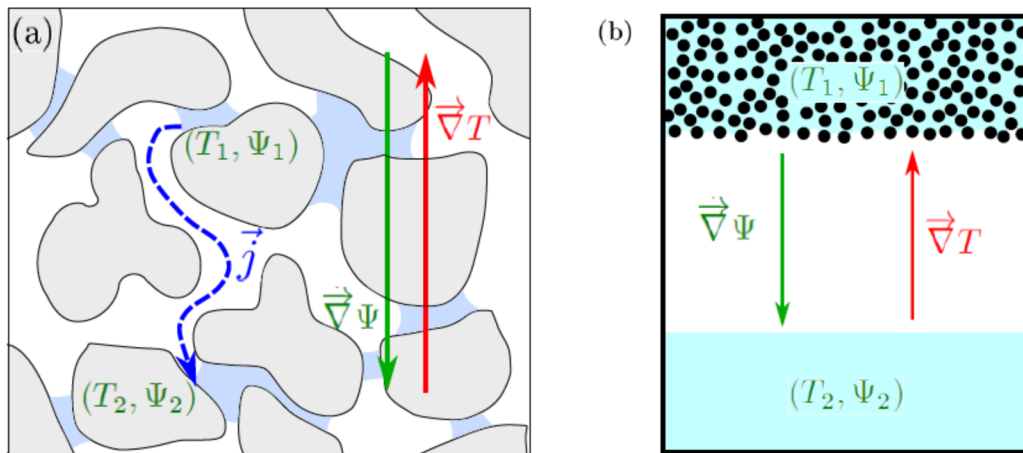 (a)
(T₁, Ψ₁)
∇⃗T
j⃗
∇⃗Ψ
(T₂, Ψ₂)
(b)
(T₁, Ψ₁)
∇⃗Ψ
∇⃗T
(T₂, Ψ₂)